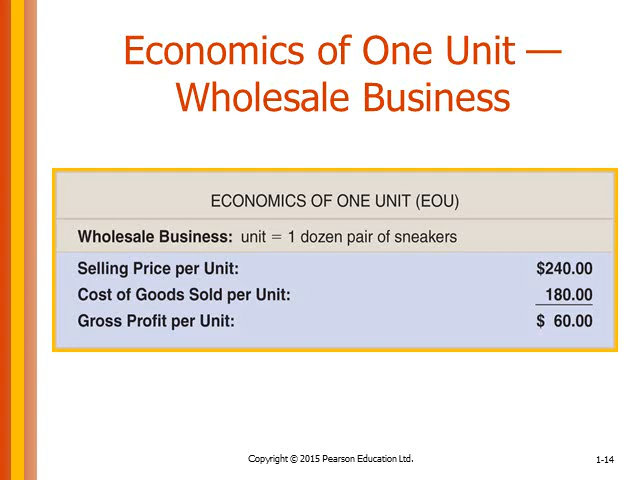 Economics of One Unit —
Wholesale Business
ECONOMICS OF ONE UNIT (EOU)
Wholesale Business: unit = 1 dozen pair of sneakers
Selling Price per Unit: $240.00
Cost of Goods Sold per Unit: 180.00
Gross Profit per Unit: $ 60.00
Copyright © 2015 Pearson Education Ltd. 1-14